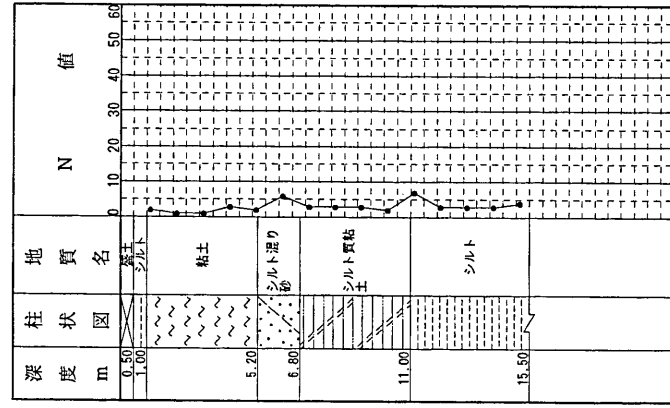 深度 m
柱状図
地質名
N 値
0 10 20 30 40 50 60
0.50
盛土
1.00
シルト
5.20
粘土
6.80
シルト混り
砂
11.00
シルト質粘
土
15.50
シルト